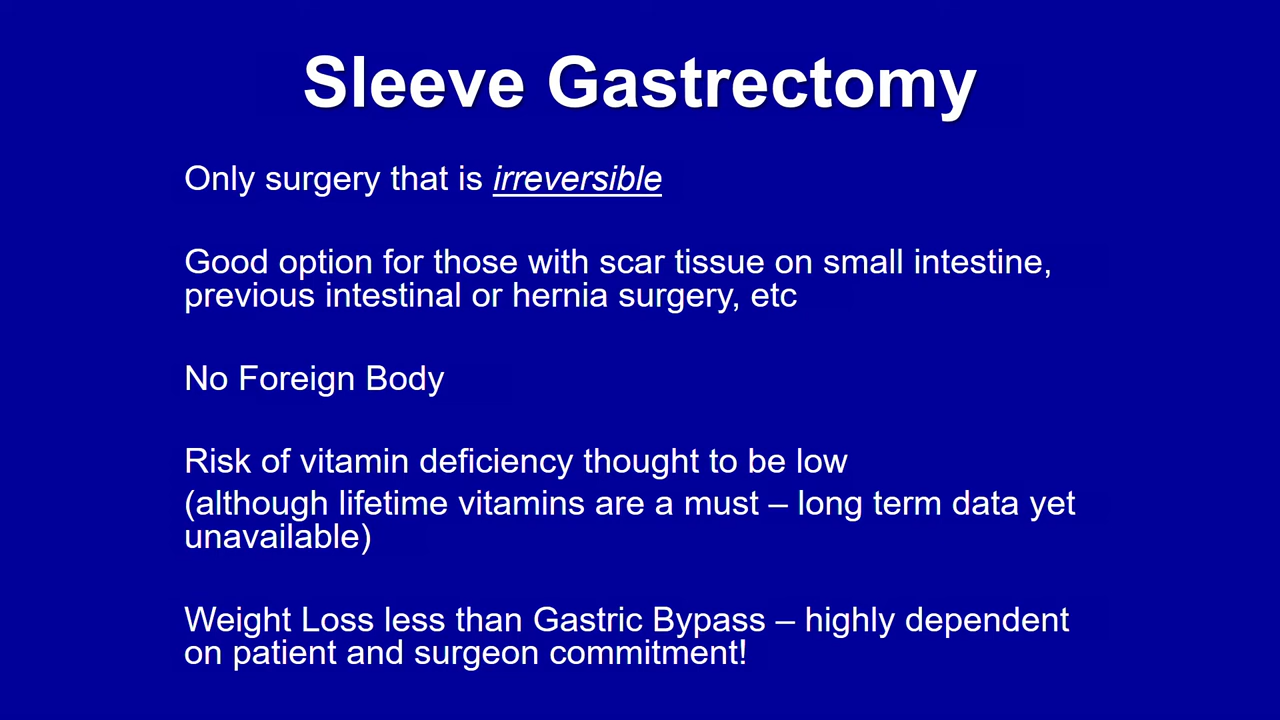 Sleeve Gastrectomy
Only surgery that is irreversible
Good option for those with scar tissue on small intestine,
previous intestinal or hernia surgery, etc
No Foreign Body
Risk of vitamin deficiency thought to be low
(although lifetime vitamins are a must – long term data yet
unavailable)
Weight Loss less than Gastric Bypass – highly dependent
on patient and surgeon commitment!